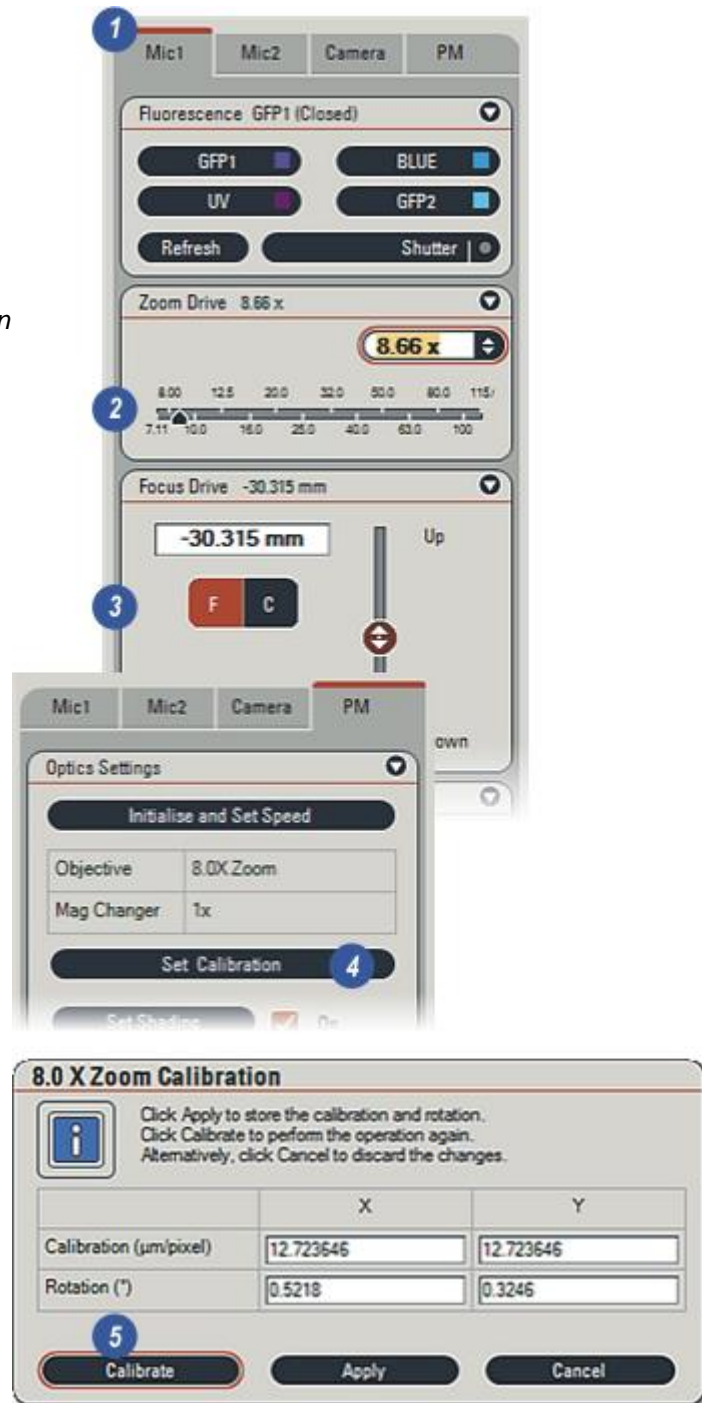 1
Mic1 Mic2 Camera PM
Fluorescence GFP1 (Closed)
GFP1 BLUE
UV GFP2
Refresh Shutter
n
Zoom Drive 8.66 x
8.66 x
8.00 12.5 20.0 32.0 50.0 80.0 115.
2
7.11 10.0 16.0 25.0 40.0 63.0 100
Focus Drive -30.315 mm
-30.315 mm Up
3 F C
Mic1 Mic2 Camera PM
own
Optics Settings
Initialise and Set Speed
Objective 8.0X Zoom
Mag Changer 1x
Set Calibration 4
Set Shading On
8.0 X Zoom Calibration
i
Click Apply to store the calibration and rotation.
Click Calibrate to perform the operation again.
Alternatively, click Cancel to discard the changes.
X Y
Calibration (µm/pixel) 12.723646 12.723646
Rotation (°) 0.5218 0.3246
5
Calibrate Apply Cancel